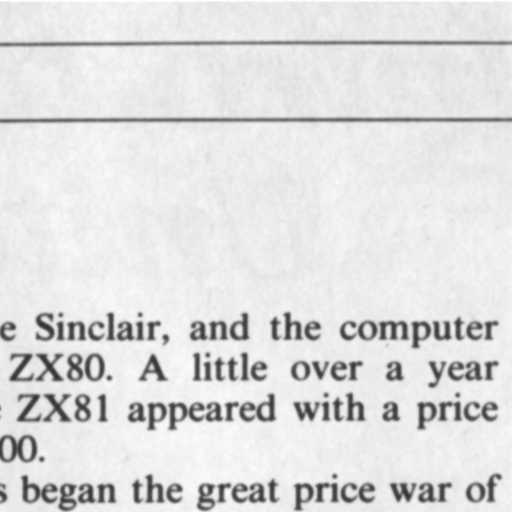 e Sinclair, and the computer
ZX80. A little over a year
e ZX81 appeared with a price
00.
s began the great price war of